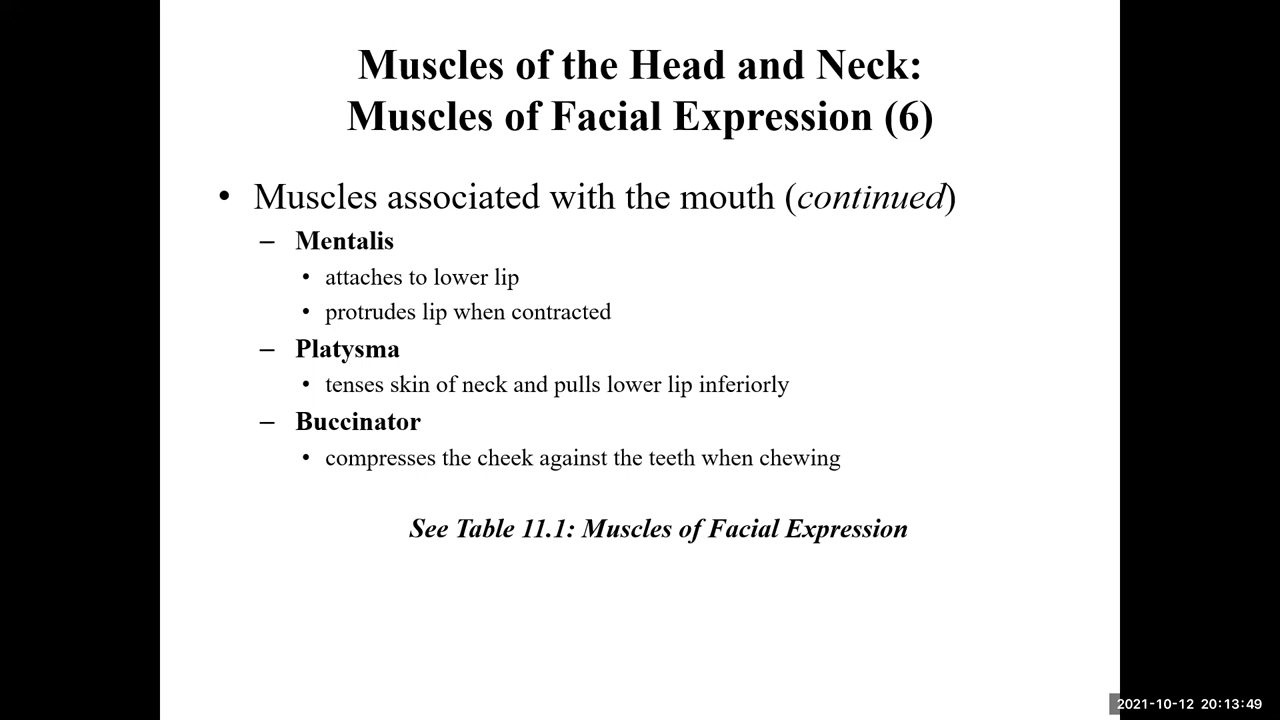 Muscles of the Head and Neck:
Muscles of Facial Expression (6)
• Muscles associated with the mouth (continued)
– Mentalis
• attaches to lower lip
• protrudes lip when contracted
– Platysma
• tenses skin of neck and pulls lower lip inferiorly
– Buccinator
• compresses the cheek against the teeth when chewing
See Table 11.1: Muscles of Facial Expression
2021-10-12 20:13:49